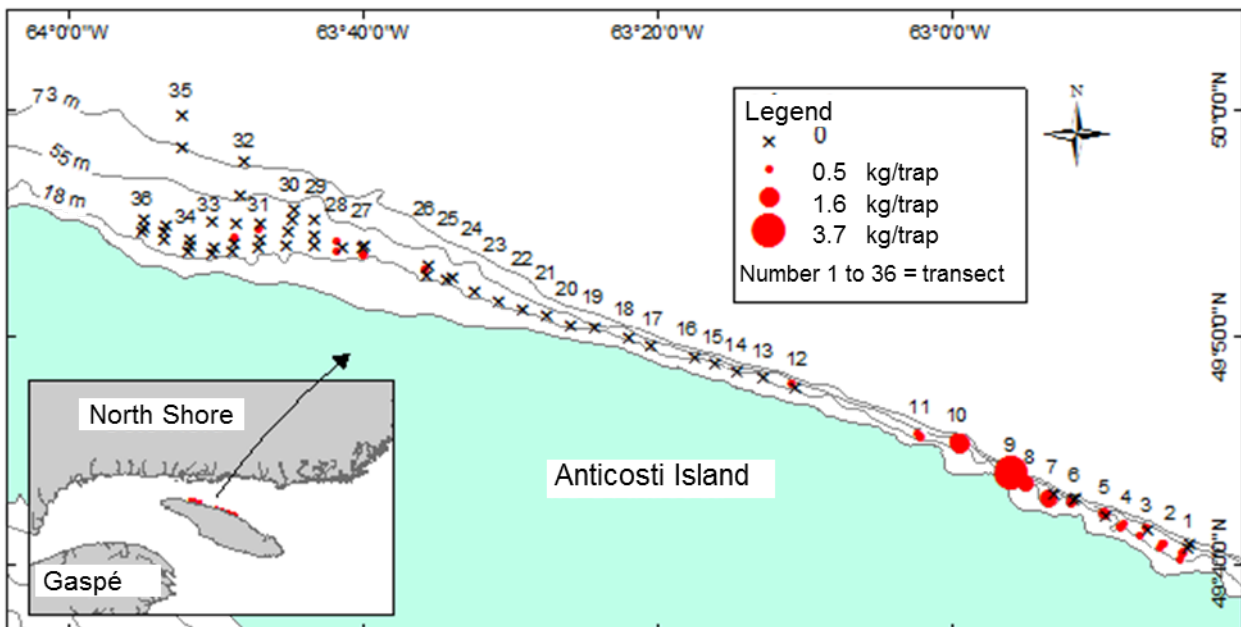 64°0'0"W 63°40'0"W 63°20'0"W 63°0'0"W
50°0'0"N
49°50'0"N
49°40'0"N
73 m
55 m
18 m
Legend
0
0.5 kg/trap
1.6 kg/trap
3.7 kg/trap
Number 1 to 36 = transect
N
35
32
36
34
33
31
30
29
28
27
26
25
24
23
22
21
20
19
18
17
16
15
14
13
12
11
10
9
8
7
6
5
4
3
2
1
Anticosti Island
North Shore
Gaspé